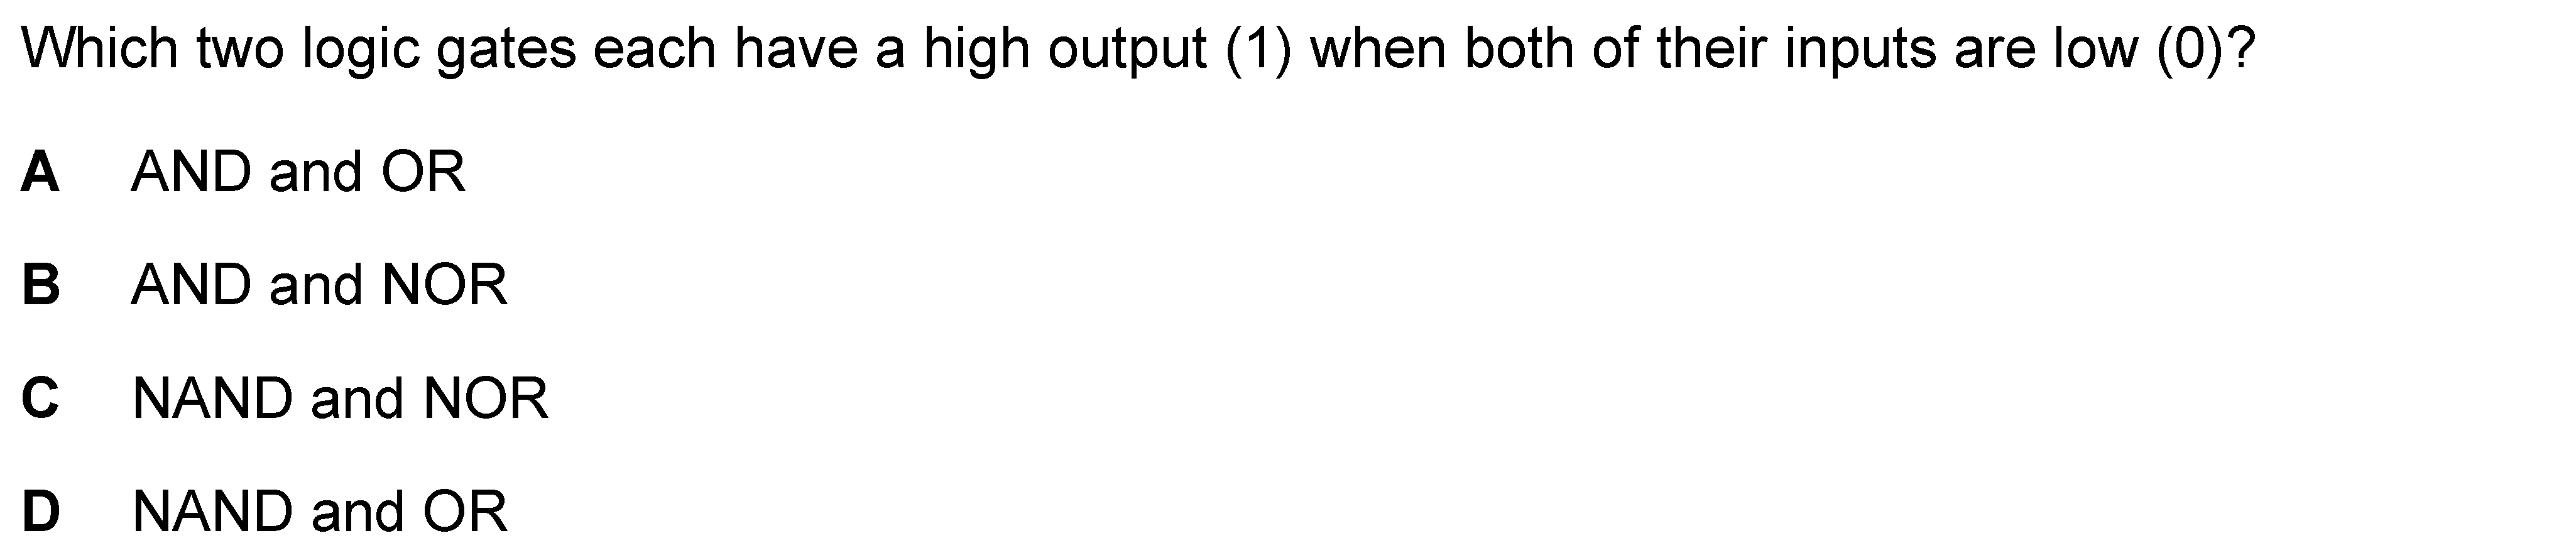 Which two logic gates each have a high output (1) when both of their inputs are low (0)?
A AND and OR
B AND and NOR
C NAND and NOR
D NAND and OR